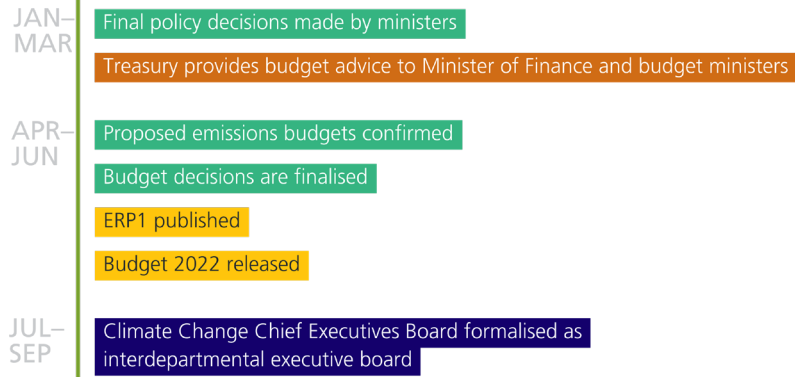 JAN–
MAR
Final policy decisions made by ministers
Treasury provides budget advice to Minister of Finance and budget ministers
APR–
JUN
Proposed emissions budgets confirmed
Budget decisions are finalised
ERP1 published
Budget 2022 released
JUL–
SEP
Climate Change Chief Executives Board formalised as
interdepartmental executive board